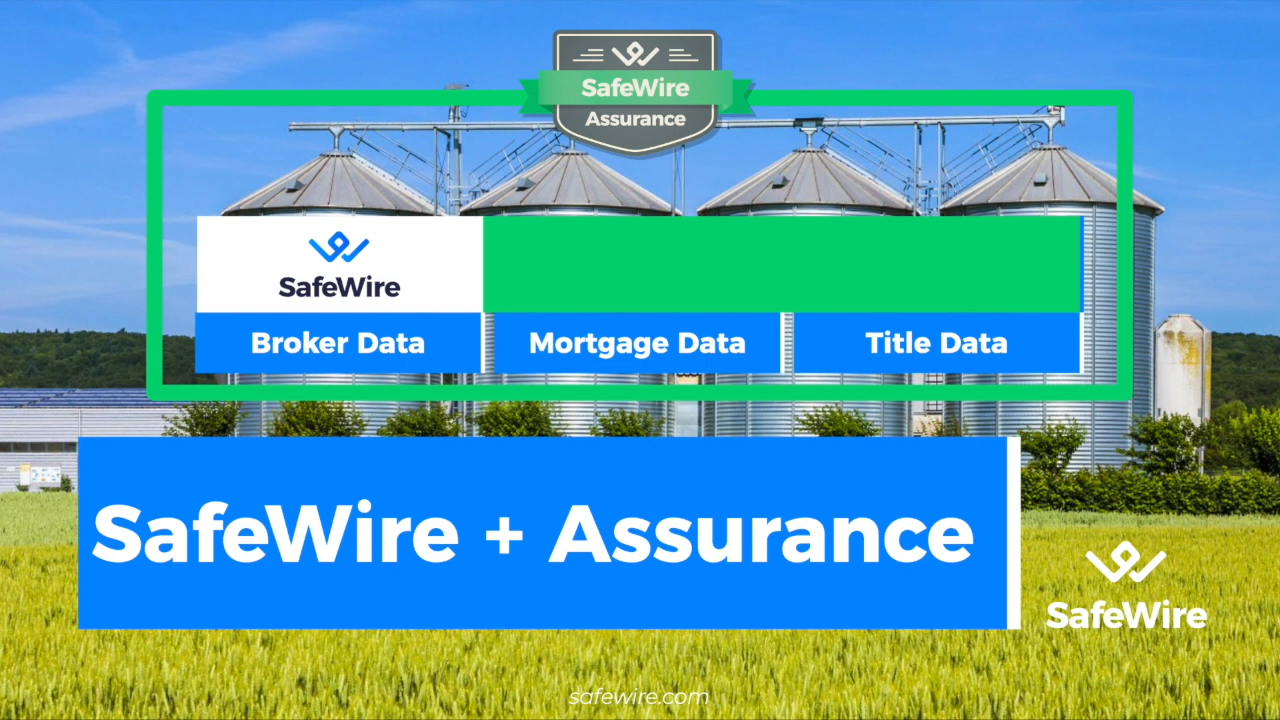 SafeWire
Assurance
SafeWire
Broker Data
Mortgage Data
Title Data
SafeWire + Assurance
SafeWire
safewire.com